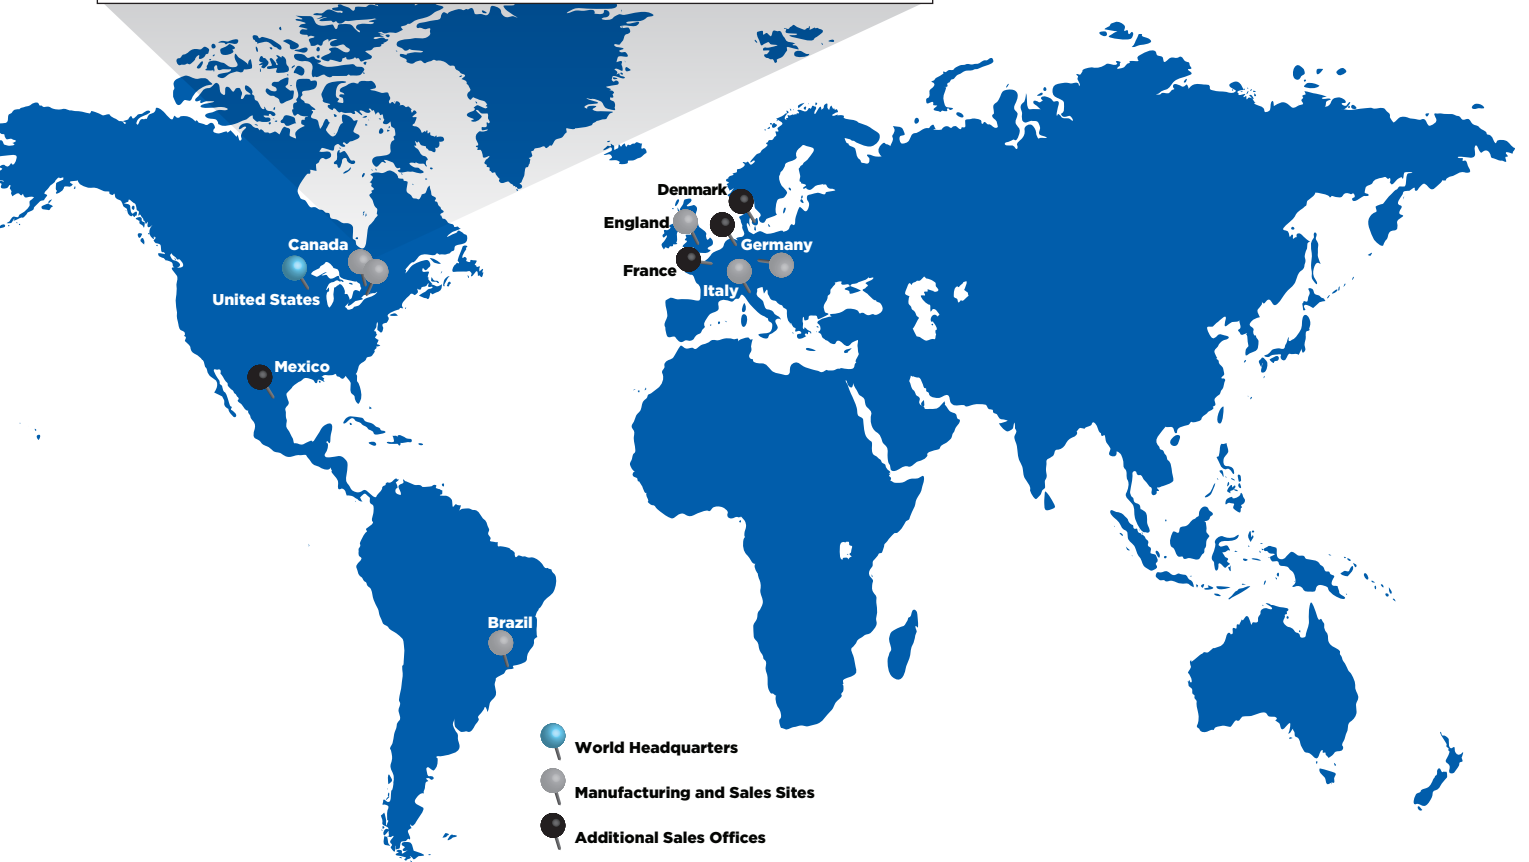 Denmark
England
Canada
Germany
France
Italy
United States
Mexico
Brazil
World Headquarters
Manufacturing and Sales Sites
Additional Sales Offices